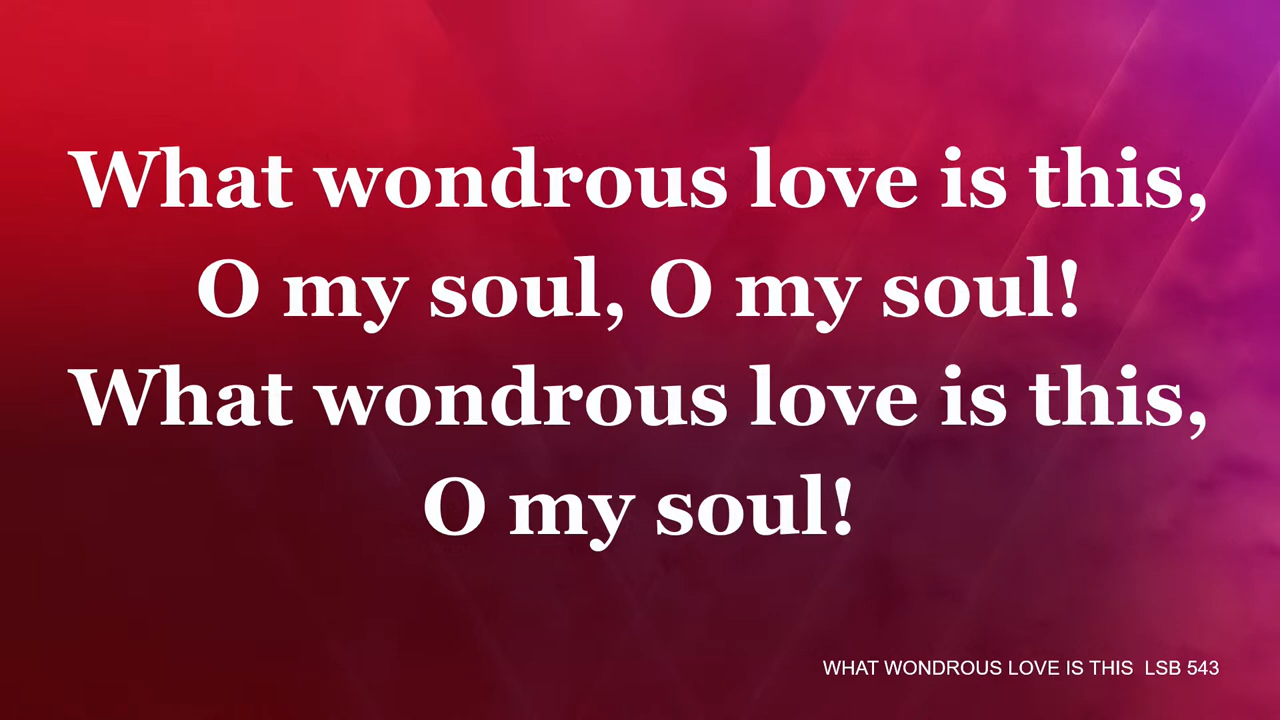 What wondrous love is this,
O my soul, O my soul!
What wondrous love is this,
O my soul!
WHAT WONDROUS LOVE IS THIS  LSB 543